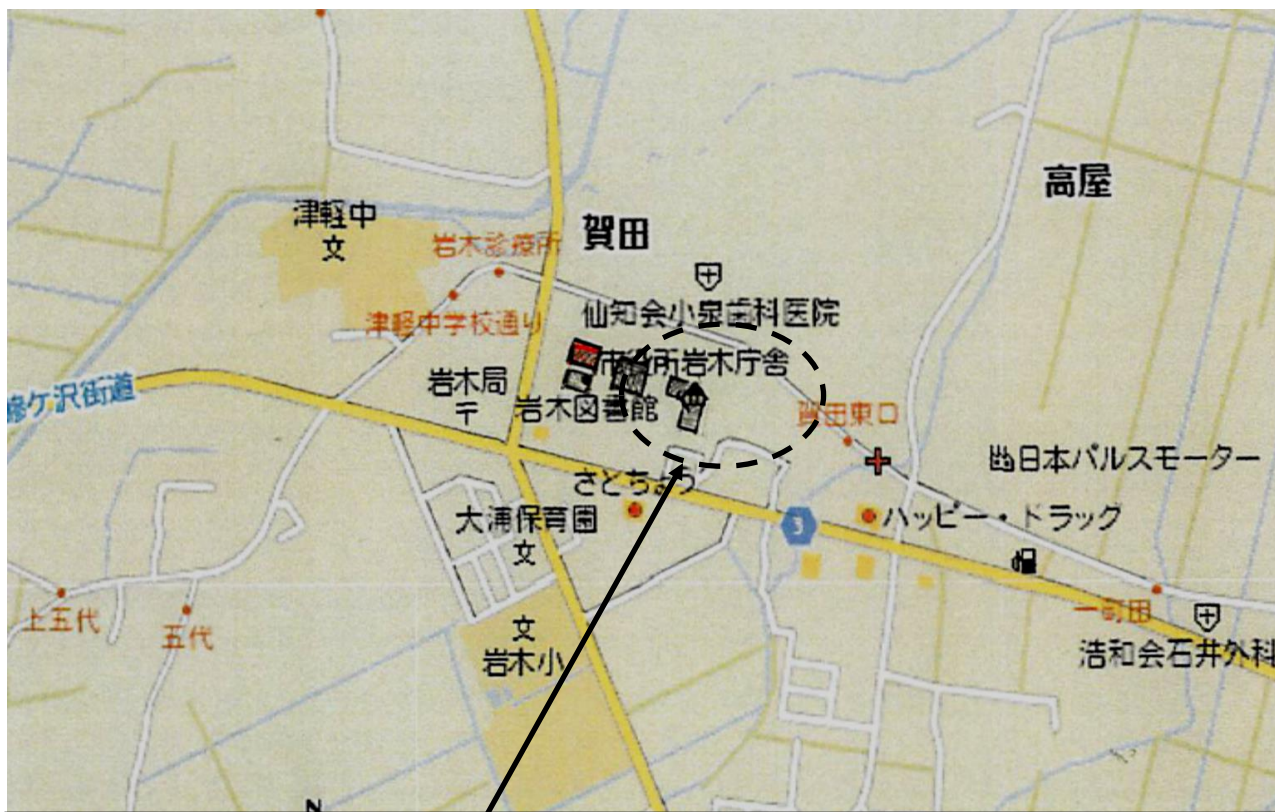 高屋
津軽中
文
賀田
岩木診療所
仙知会小泉歯科医院
津軽中学校通り
市役所岩木庁舎
岩木局
〒
岩木図書館
鰺ケ沢街道
賀田東口
日本パルスモーター
さとちょう
大浦保育園
文
3
ハッピー・ドラッグ
上五代
五代
文
岩木小
一町田
浩和会石井外科
N